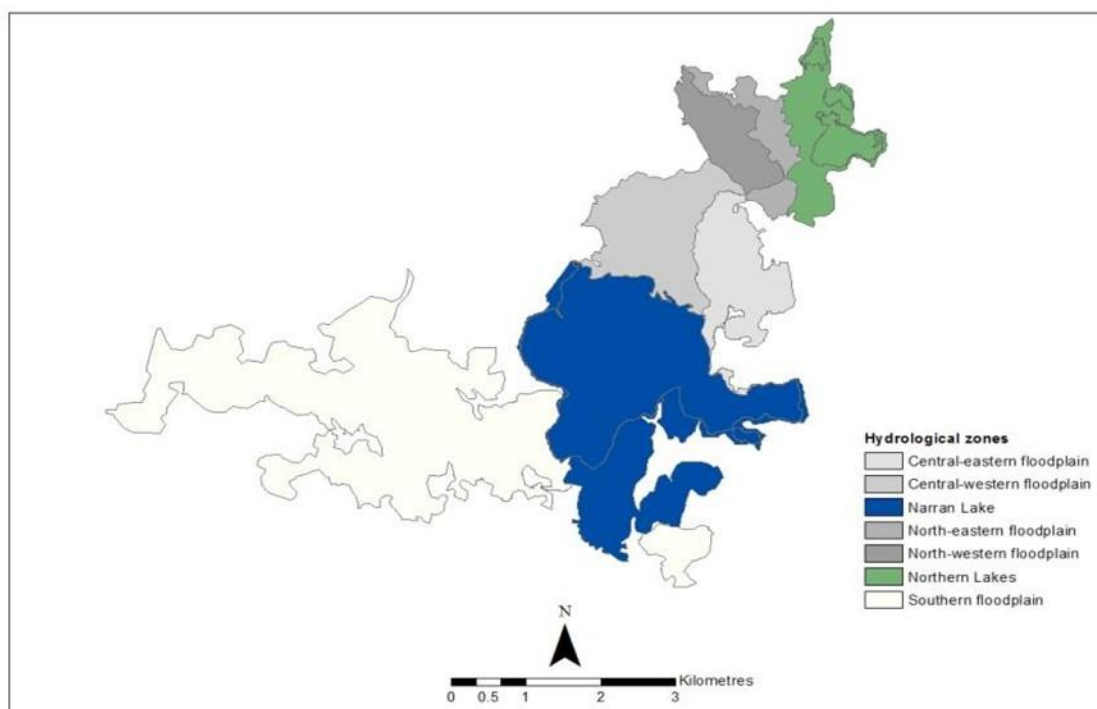 Hydrological zones
Central-eastern floodplain
Central-western floodplain
Narran Lake
North-eastern floodplain
North-western floodplain
Northern Lakes
Southern floodplain
N
Kilometres
0 0.5 1 2 3